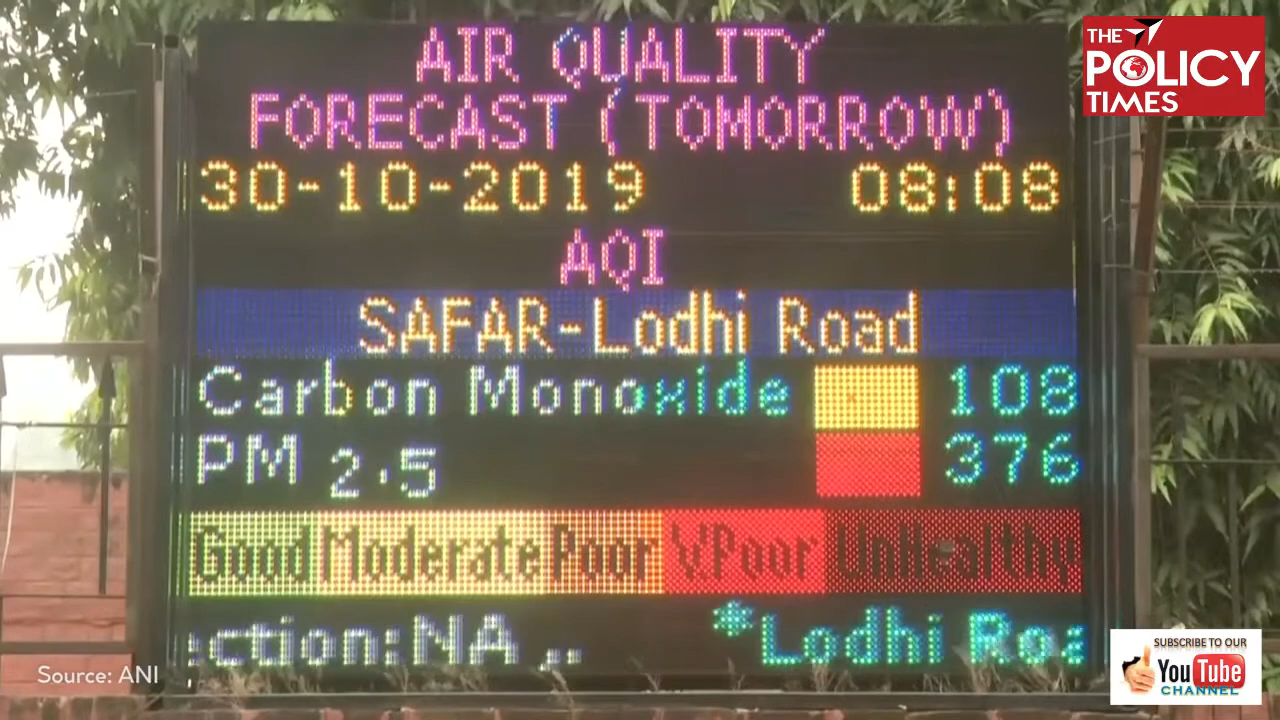 AIR QUALITY
FORECAST (TOMORROW)
30-10-2019 08:08
AQI
SAFAR-Lodhi Road
Carbon Monoxide 108
PM 2.5 376
Good Moderate Poor V.Poor UnHealthy
ction:NA .. *Lodhi Roa
THE
POLICY
TIMES
Source: ANI
SUBSCRIBE TO OUR
YouTube
CHANNEL